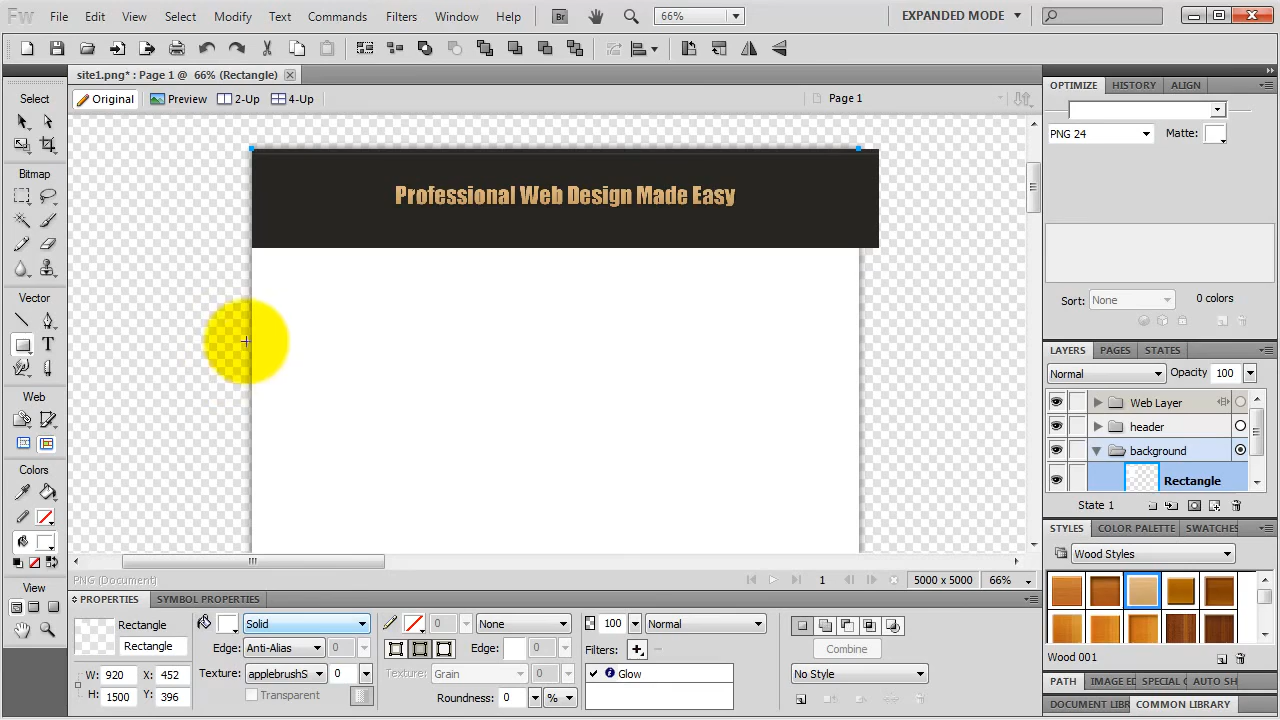 Fw File Edit View Select Modify Text Commands Filters Window Help Br 66% EXPANDED MODE
site1.png* : Page 1 @ 66% (Rectangle)
Original Preview 2-Up 4-Up Page 1
Select
Bitmap
Vector
Web
Colors
View
Professional Web Design Made Easy
OPTIMIZE HISTORY ALIGN
PNG 24 Matte:
Sort: None 0 colors
LAYERS PAGES STATES
Normal Opacity 100
Web Layer
header
background
Rectangle
State 1
STYLES COLOR PALETTE SWATCHES
Wood Styles
Wood 001
PATH IMAGE ED SPECIAL C AUTO SH
DOCUMENT LIBR COMMON LIBRARY
PNG (Document) 1 5000 x 5000 66%
PROPERTIES SYMBOL PROPERTIES
Rectangle Solid 0 None 100 Normal
Rectangle Edge: Anti-Alias 0 Edge: 0 Filters: Combine
W: 920 X: 452 Texture: applebrushS 0 Texture: Grain 0 Glow No Style
H: 1500 Y: 396 Transparent Roundness: 0 %